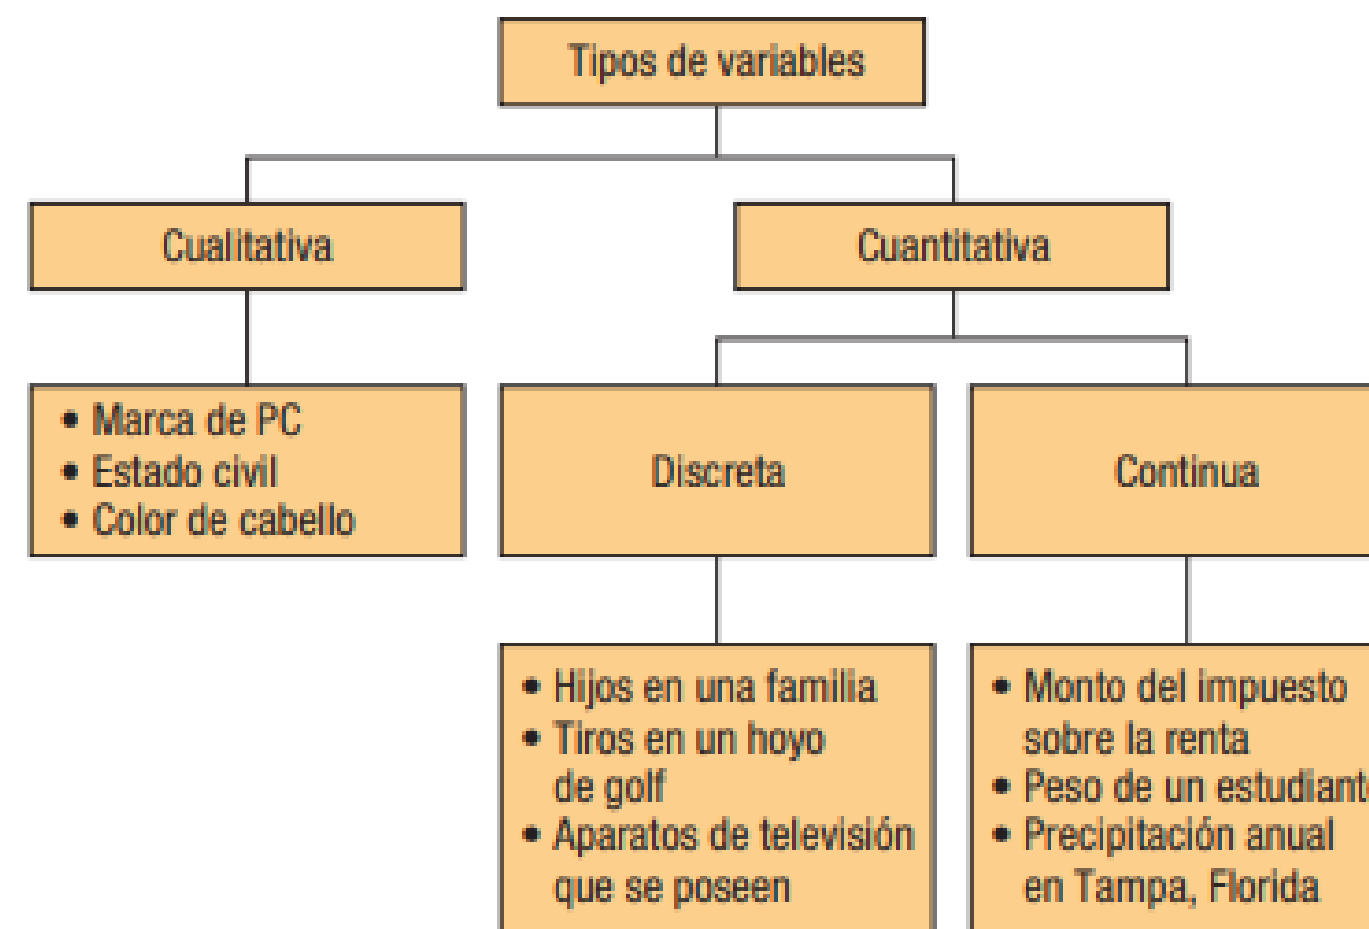 Tipos de variables
Cualitativa
Cuantitativa
• Marca de PC
• Estado civil
• Color de cabello
Discreta
Continua
• Hijos en una familia
• Tiros en un hoyo
de golf
• Aparatos de televisión
que se poseen
• Monto del impuesto
sobre la renta
• Peso de un estudiante
• Precipitación anual
en Tampa, Florida